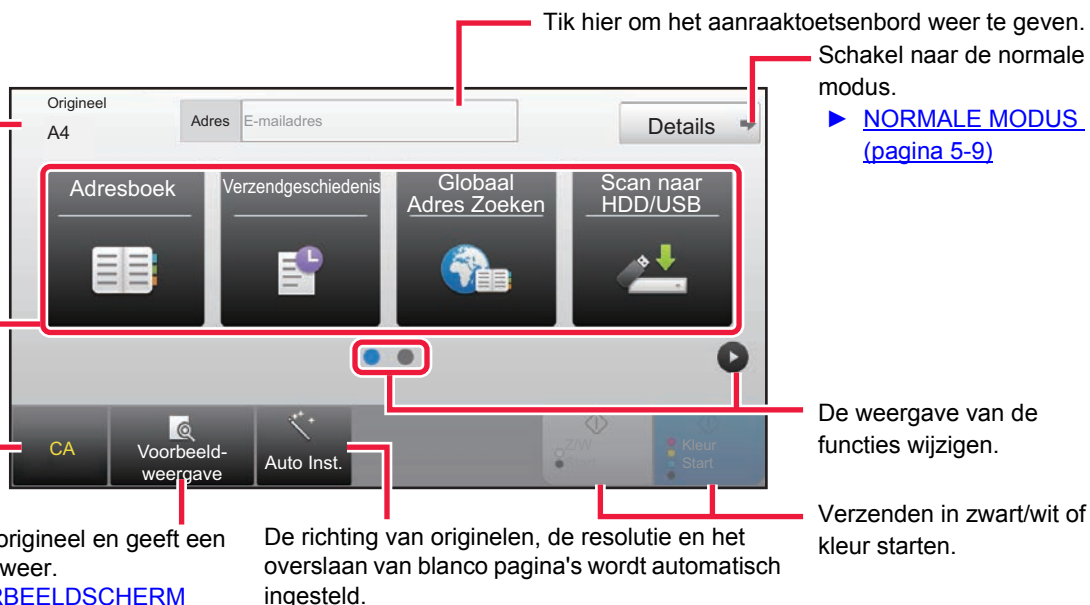 Tik hier om het aanraaktoetsenbord weer te geven.
Schakel naar de normale
modus.
► NORMALE MODUS
(pagina 5-9)
Origineel
A4
Adres
E-mailadres
Details
Adresboek
Verzendgeschiedenis
Globaal
Adres Zoeken
Scan naar
HDD/USB
De weergave van de
functies wijzigen.
CA
Voorbeeld-
weergave
Auto Inst.
Z/W
Start
Kleur
Start
Verzenden in zwart/wit of
kleur starten.
origineel en geeft een
weer.
RBEELDSCHERM
De richting van originelen, de resolutie en het
overslaan van blanco pagina's wordt automatisch
ingesteld.